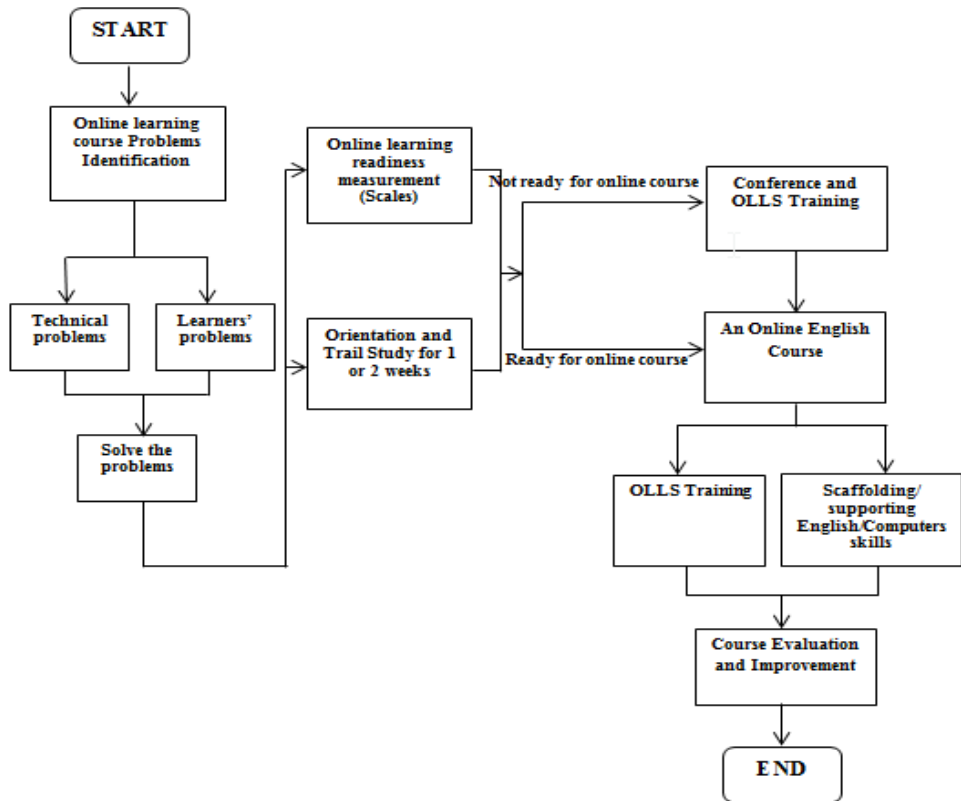 START
Online learning
course Problems
Identification
Technical
problems
Learners'
problems
Solve the
problems
Online learning
readiness
measurement
(Scales)
Orientation and
Trail Study for 1
or 2 weeks
Not ready for online course
Ready for online course
Conference and
OLLS Training
An Online English
Course
OLLS Training
Scaffolding/
supporting
English/Computers
skills
Course Evaluation
and Improvement
END